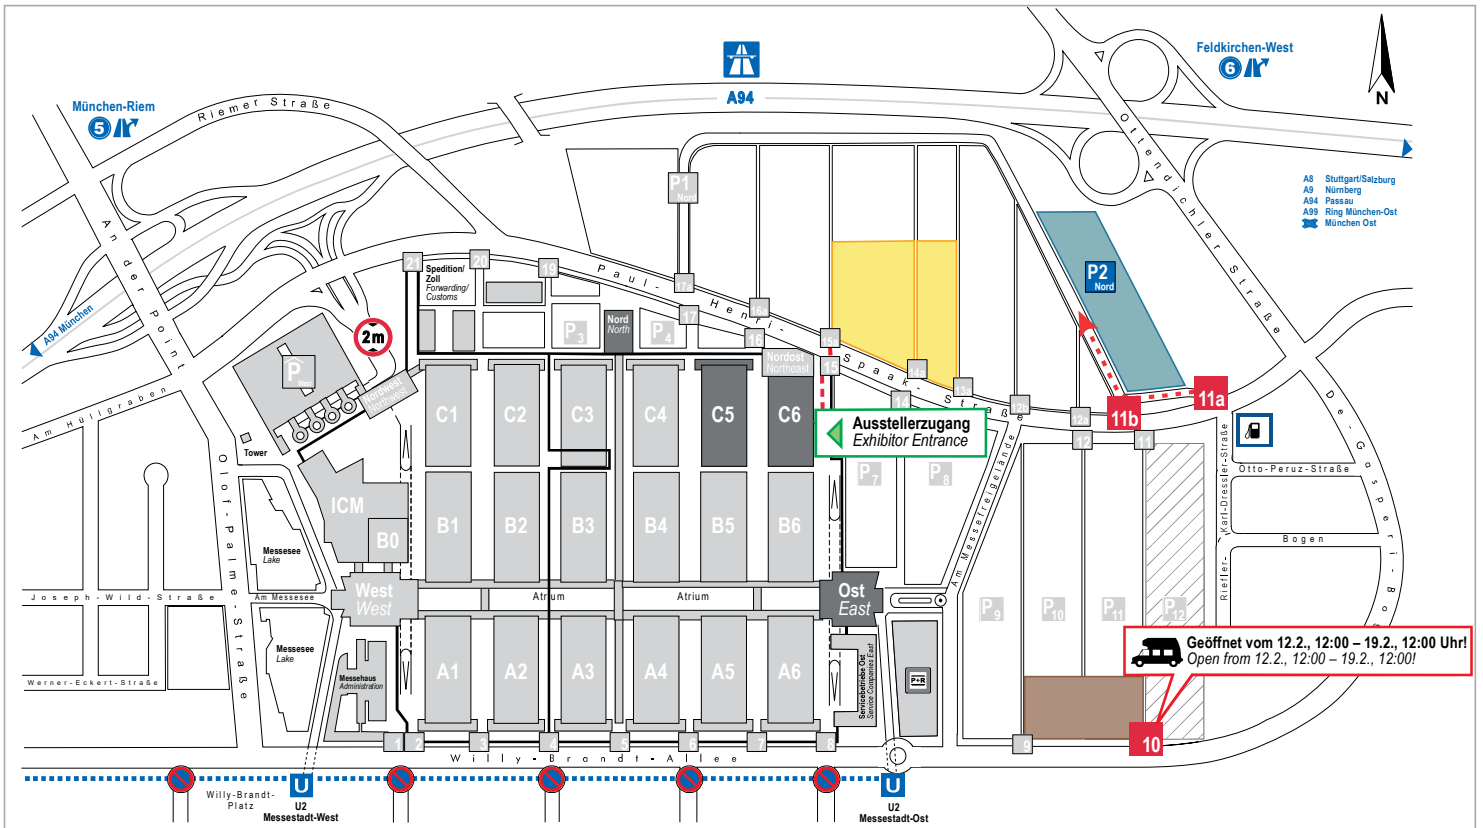 A94
Feldkirchen-West
6
N
München-Riem
5
Riemer Straße
A8 Stuttgart/Salzburg
A9 Nürnberg
A94 Passau
A99 Ring München-Ost
München Ost
An der Point
Ottendichler Straße
P1
Nord
21
Spedition/
Zoll
Forwarding/
Customs
20
19
Paul-Henri-Spaak-Straße
17a
16a
15a
14a
13a
12b
12a
P2
Nord
A94 München
2m
P
West
P3
Nord
North
P4
17
16
Nordost
Northeast
15
14
11b
11a
Nordwest
Northwest
C1
C2
C3
C4
C5
C6
Ausstellerzugang
Exhibitor Entrance
12
11
Am Hüllgraben
Tower
P7
P8
Otto-Peruz-Straße
De-Gasperi-Bogen
Olof-Palme-Straße
ICM
B0
B1
B2
B3
B4
B5
B6
Am Messefreigelände
Riefler-
Karl-Dressler-Straße
Messesee
Lake
Joseph-Wild-Straße
Am Messesee
West
West
Atrium
Atrium
Ost
East
P9
P10
P11
P12
Geöffnet vom 12.2., 12:00 – 19.2., 12:00 Uhr!
Open from 12.2., 12:00 – 19.2., 12:00!
Messesee
Lake
Werner-Eckert-Straße
Messehaus
Administration
A1
A2
A3
A4
A5
A6
Servicebetriebe Ost
Service Companies East
P+R
1
2
3
4
5
6
7
8
9
10
Willy-Brandt-Allee
Willy-Brandt-
Platz
U
U2
Messestadt-West
U
U2
Messestadt-Ost